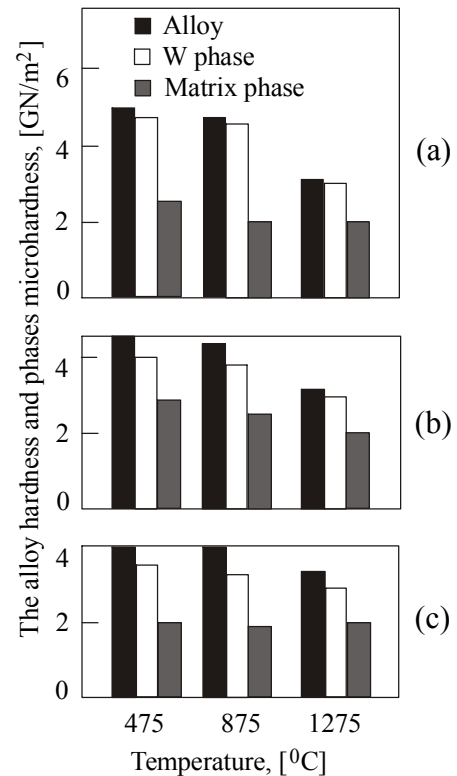 The alloy hardness and phases microhardness, [GN/m²]
Alloy
W phase
Matrix phase
6
4
2
0
(a)
4
2
0
(b)
4
2
0
(c)
475 875 1275
Temperature, [⁰C]